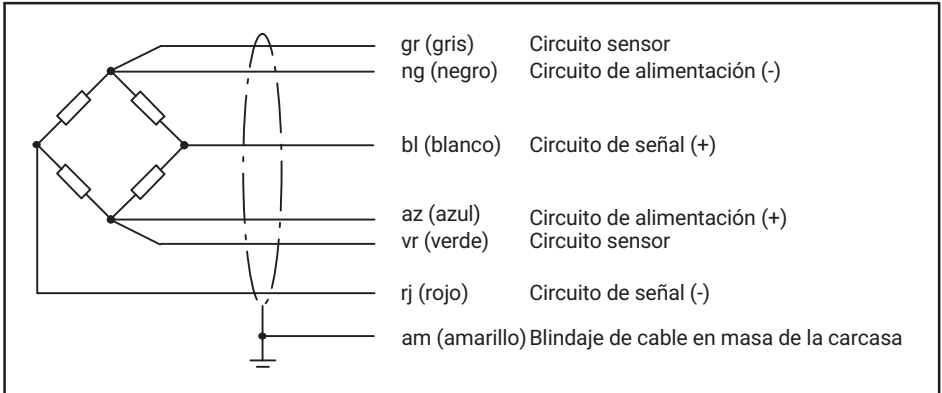 gr (gris) Circuito sensor
ng (negro) Circuito de alimentación (-)
bl (blanco) Circuito de señal (+)
az (azul) Circuito de alimentación (+)
vr (verde) Circuito sensor
rj (rojo) Circuito de señal (-)
am (amarillo) Blindaje de cable en masa de la carcasa